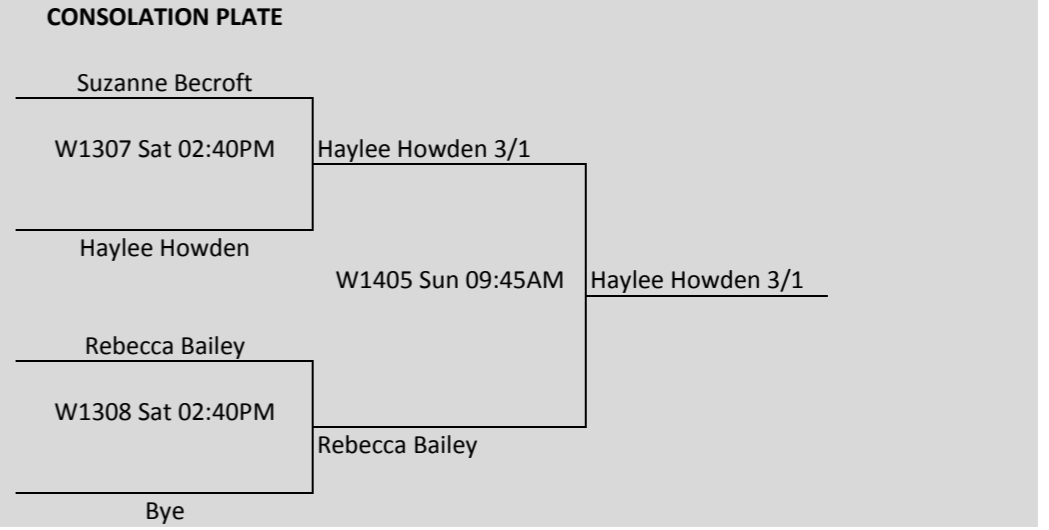 CONSOLATION PLATE
Suzanne Becroft
W1307 Sat 02:40PM
Haylee Howden 3/1
Haylee Howden
W1405 Sun 09:45AM
Haylee Howden 3/1
Rebecca Bailey
W1308 Sat 02:40PM
Rebecca Bailey
Bye